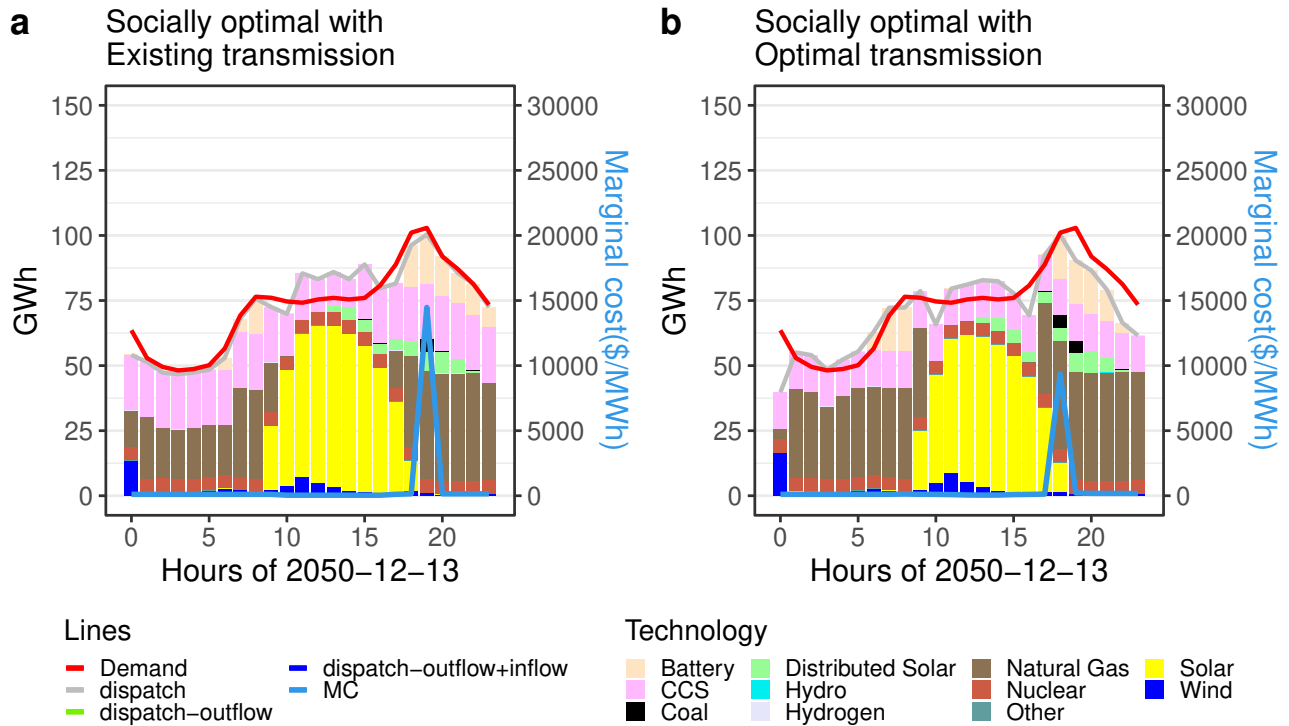 a
Socially optimal with
Existing transmission
150
125
100
75
50
25
0
GWh
30000
25000
20000
15000
10000
5000
0
Marginal cost($/MWh)
0 5 10 15 20
Hours of 2050−12−13
b
Socially optimal with
Optimal transmission
150
125
100
75
50
25
0
GWh
30000
25000
20000
15000
10000
5000
0
Marginal cost($/MWh)
0 5 10 15 20
Hours of 2050−12−13
Lines
Demand
dispatch
dispatch−outflow
dispatch−outflow+inflow
MC
Technology
Battery
CCS
Coal
Distributed Solar
Hydro
Hydrogen
Natural Gas
Nuclear
Other
Solar
Wind